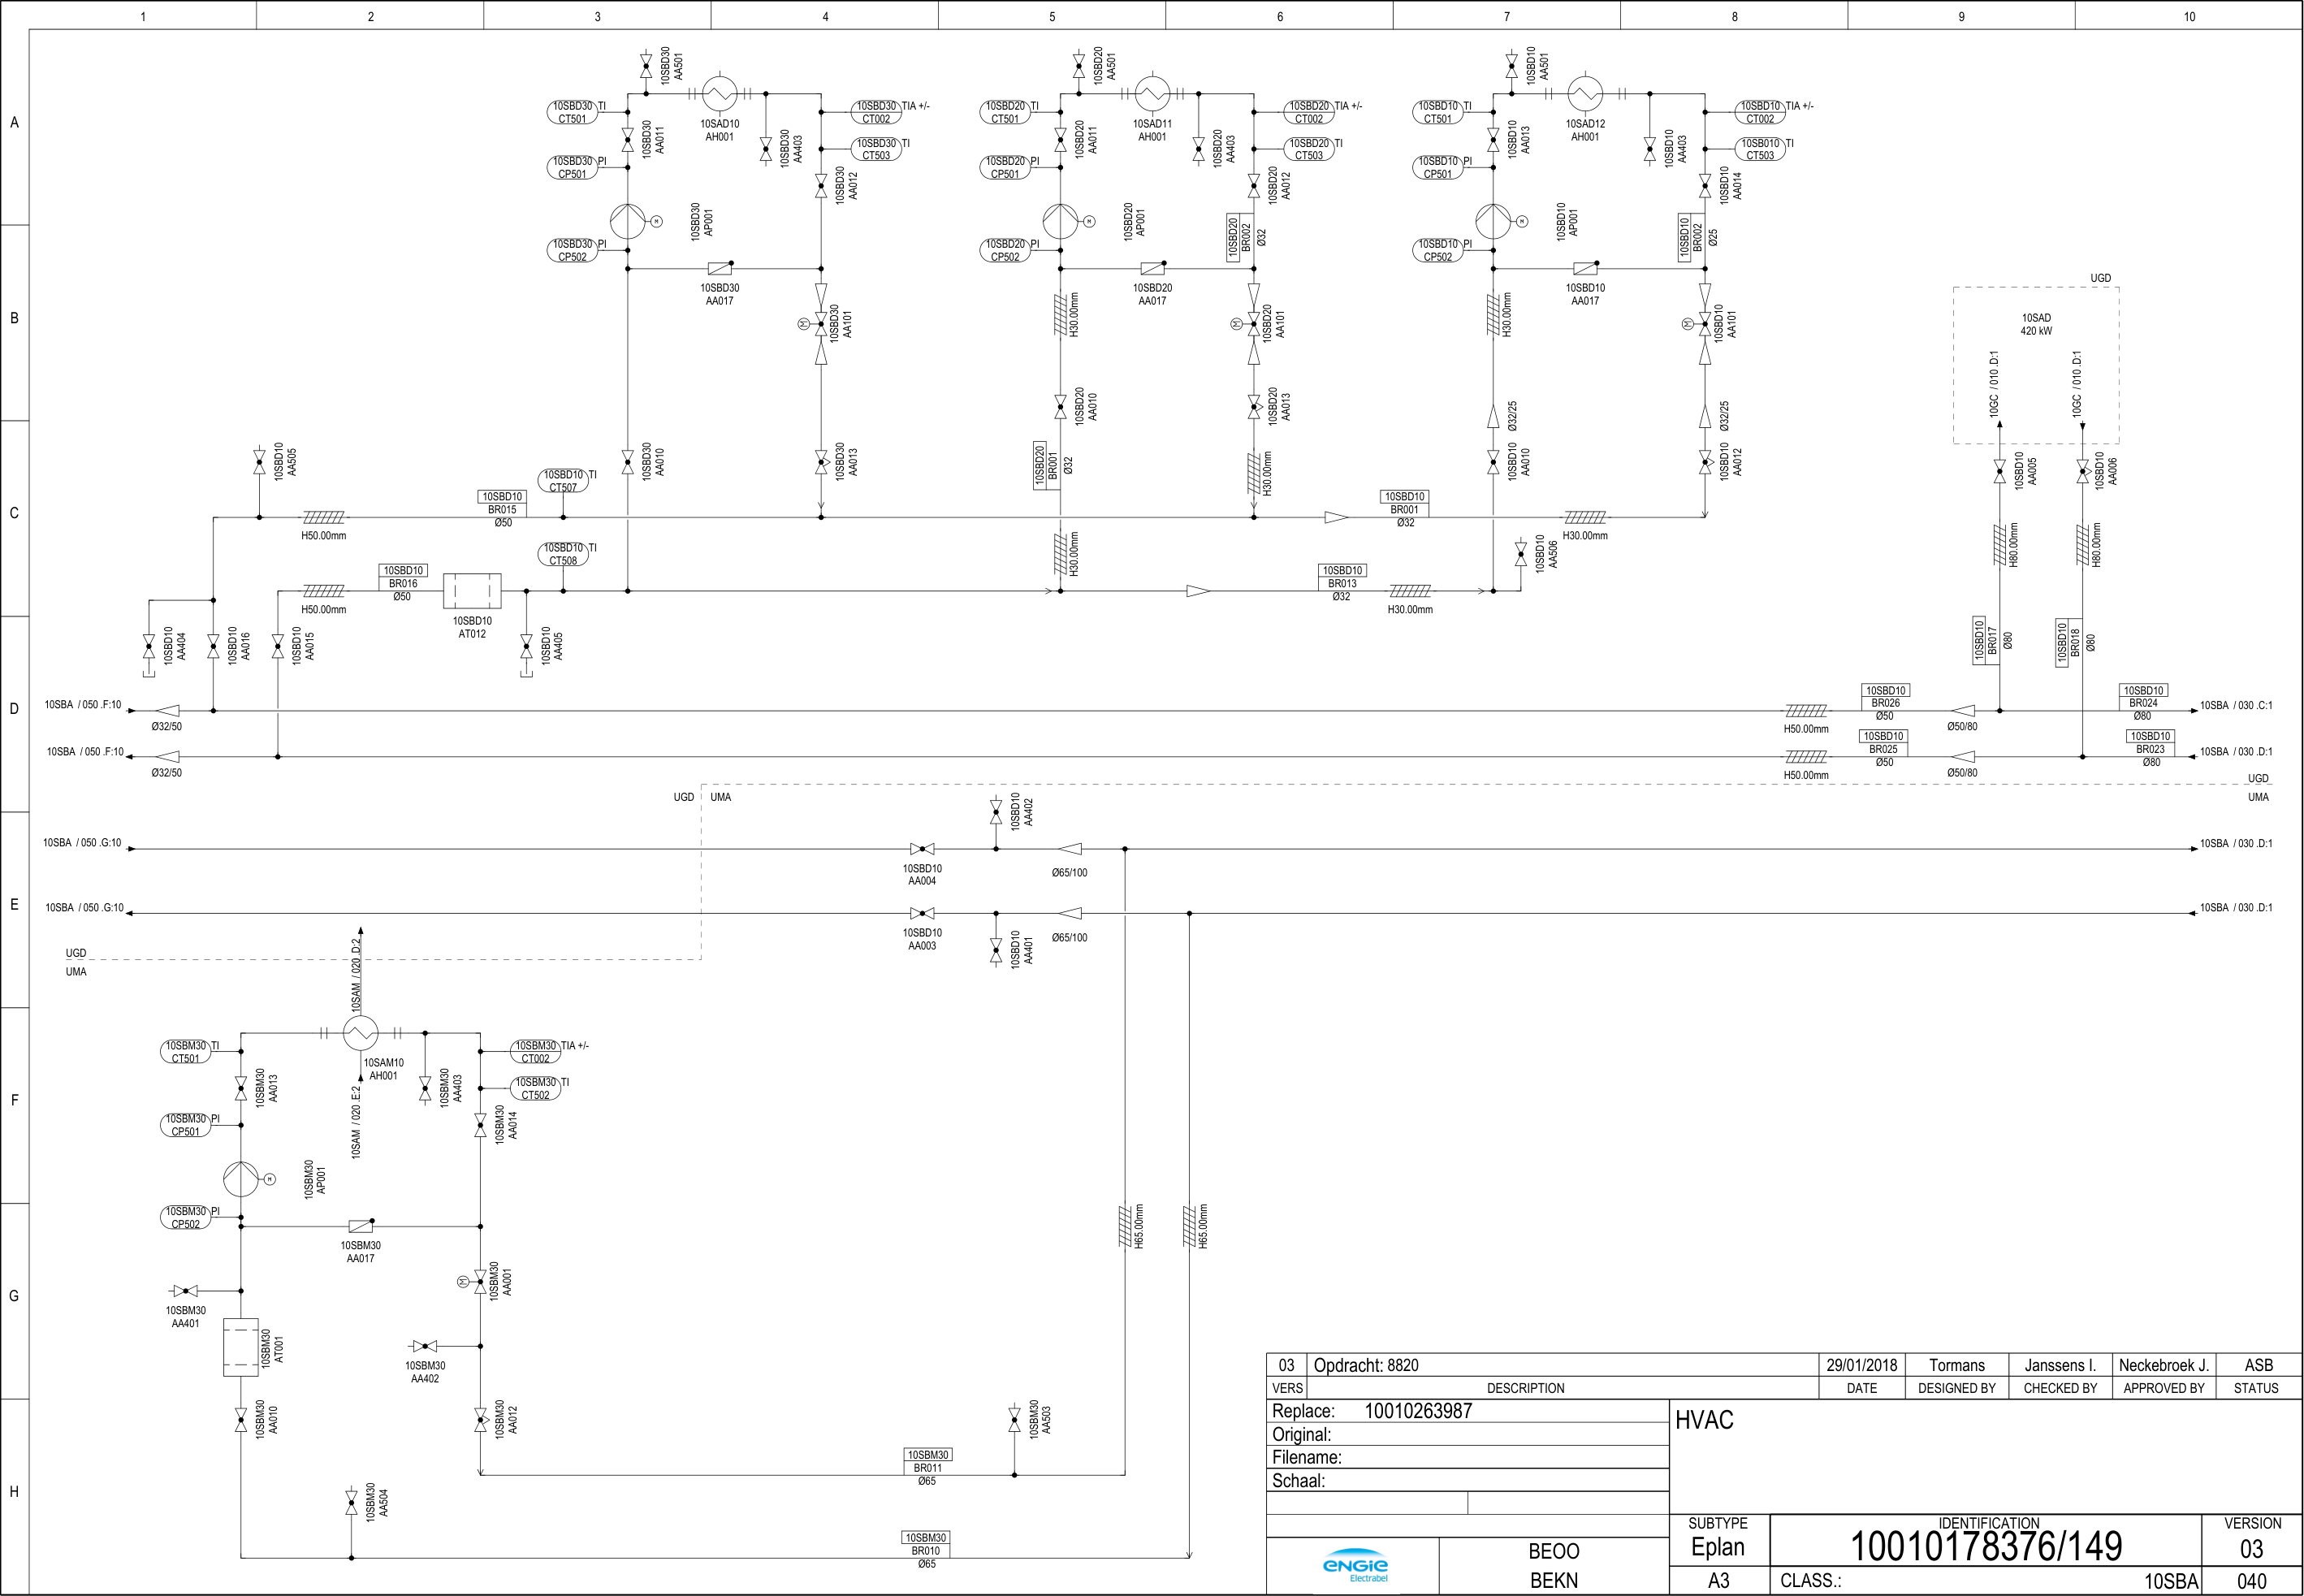 1 2 3 4 5 6 7 8 9 10
A
B
C
D
E
F
G
H
10SBD30
AA501
10SBD30 TI
CT501
10SBD30
AA011
10SAD10
AH001
10SBD30
AA403
10SBD30 TIA +/-
CT002
10SBD30 TI
CT503
10SBD30 PI
CP501
10SBD30
AA012
10SBD30
AP001
M
10SBD30 PI
CP502
10SBD30
AA017
M
10SBD30
AA101
10SBD30
AA010
10SBD30
AA013
10SBD20
AA501
10SBD20 TI
CT501
10SBD20
AA011
10SAD11
AH001
10SBD20
AA403
10SBD20 TIA +/-
CT002
10SBD20 TI
CT503
10SBD20 PI
CP501
10SBD20
AA012
10SBD20
AP001
M
10SBD20
BR002
Ø32
10SBD20 PI
CP502
10SBD20
AA017
H30.00mm
M
10SBD20
AA101
10SBD20
AA010
10SBD20
AA013
10SBD20
BR001
Ø32
H30.00mm
H30.00mm
10SBD10
AA501
10SBD10 TI
CT501
10SBD10
AA013
10SAD12
AH001
10SBD10
AA403
10SBD10 TIA +/-
CT002
10SB010 TI
CT503
10SBD10 PI
CP501
10SBD10
AA014
10SBD10
AP001
M
10SBD10
BR002
Ø25
10SBD10 PI
CP502
10SBD10
AA017
H30.00mm
M
10SBD10
AA101
Ø32/25
Ø32/25
10SBD10
AA010
10SBD10
AA012
UGD
10SAD
420 kW
10GC / 010 .D:1
10GC / 010 .D:1
10SBD10
AA005
10SBD10
AA006
H80.00mm
H80.00mm
10SBD10
BR017
Ø80
10SBD10
BR018
Ø80
10SBD10
AA505
H50.00mm
10SBD10
BR015
Ø50
10SBD10 TI
CT507
10SBD10
BR001
Ø32
H30.00mm
H50.00mm
10SBD10
BR016
Ø50
10SBD10
AT012
10SBD10 TI
CT508
10SBD10
BR013
Ø32
H30.00mm
10SBD10
AA506
10SBD10
AA404
10SBD10
AA016
10SBD10
AA015
10SBD10
AA405
10SBA / 050 .F:10
Ø32/50
H50.00mm
10SBD10
BR026
Ø50
Ø50/80
10SBD10
BR024
Ø80
10SBA / 030 .C:1
10SBA / 050 .F:10
Ø32/50
H50.00mm
10SBD10
BR025
Ø50
Ø50/80
10SBD10
BR023
Ø80
10SBA / 030 .D:1
UGD
UMA
UGD UMA
10SBD10
AA402
10SBA / 050 .G:10
10SBD10
AA004
Ø65/100
10SBA / 030 .D:1
10SBA / 050 .G:10
10SBD10
AA003
10SBD10
AA401
Ø65/100
10SBA / 030 .D:1
UGD
UMA
10SAM / 020 .D:2
10SBM30 TI
CT501
10SAM10
AH001
10SBM30 TIA +/-
CT002
10SBM30
AA013
10SAM / 020 .E:2
10SBM30
AA403
10SBM30 TI
CT502
10SBM30 PI
CP501
10SBM30
AA014
10SBM30
AP001
M
10SBM30 PI
CP502
10SBM30
AA017
H65.00mm
H65.00mm
M
10SBM30
AA001
10SBM30
AA401
10SBM30
AT001
10SBM30
AA402
10SBM30
AA010
10SBM30
AA012
10SBM30
AA503
10SBM30
BR011
Ø65
10SBM30
AA504
10SBM30
BR010
Ø65
03 Opdracht: 8820 29/01/2018 Tormans Janssens I. Neckebroek J. ASB
VERS DESCRIPTION DATE DESIGNED BY CHECKED BY APPROVED BY STATUS
Replace: 10010263987
Original:
Filename:
Schaal:
HVAC
ENGIE
Electrabel
BEOO
BEKN
SUBTYPE
Eplan
A3
IDENTIFICATION
10010178376/149
VERSION
03
CLASS.: 10SBA 040